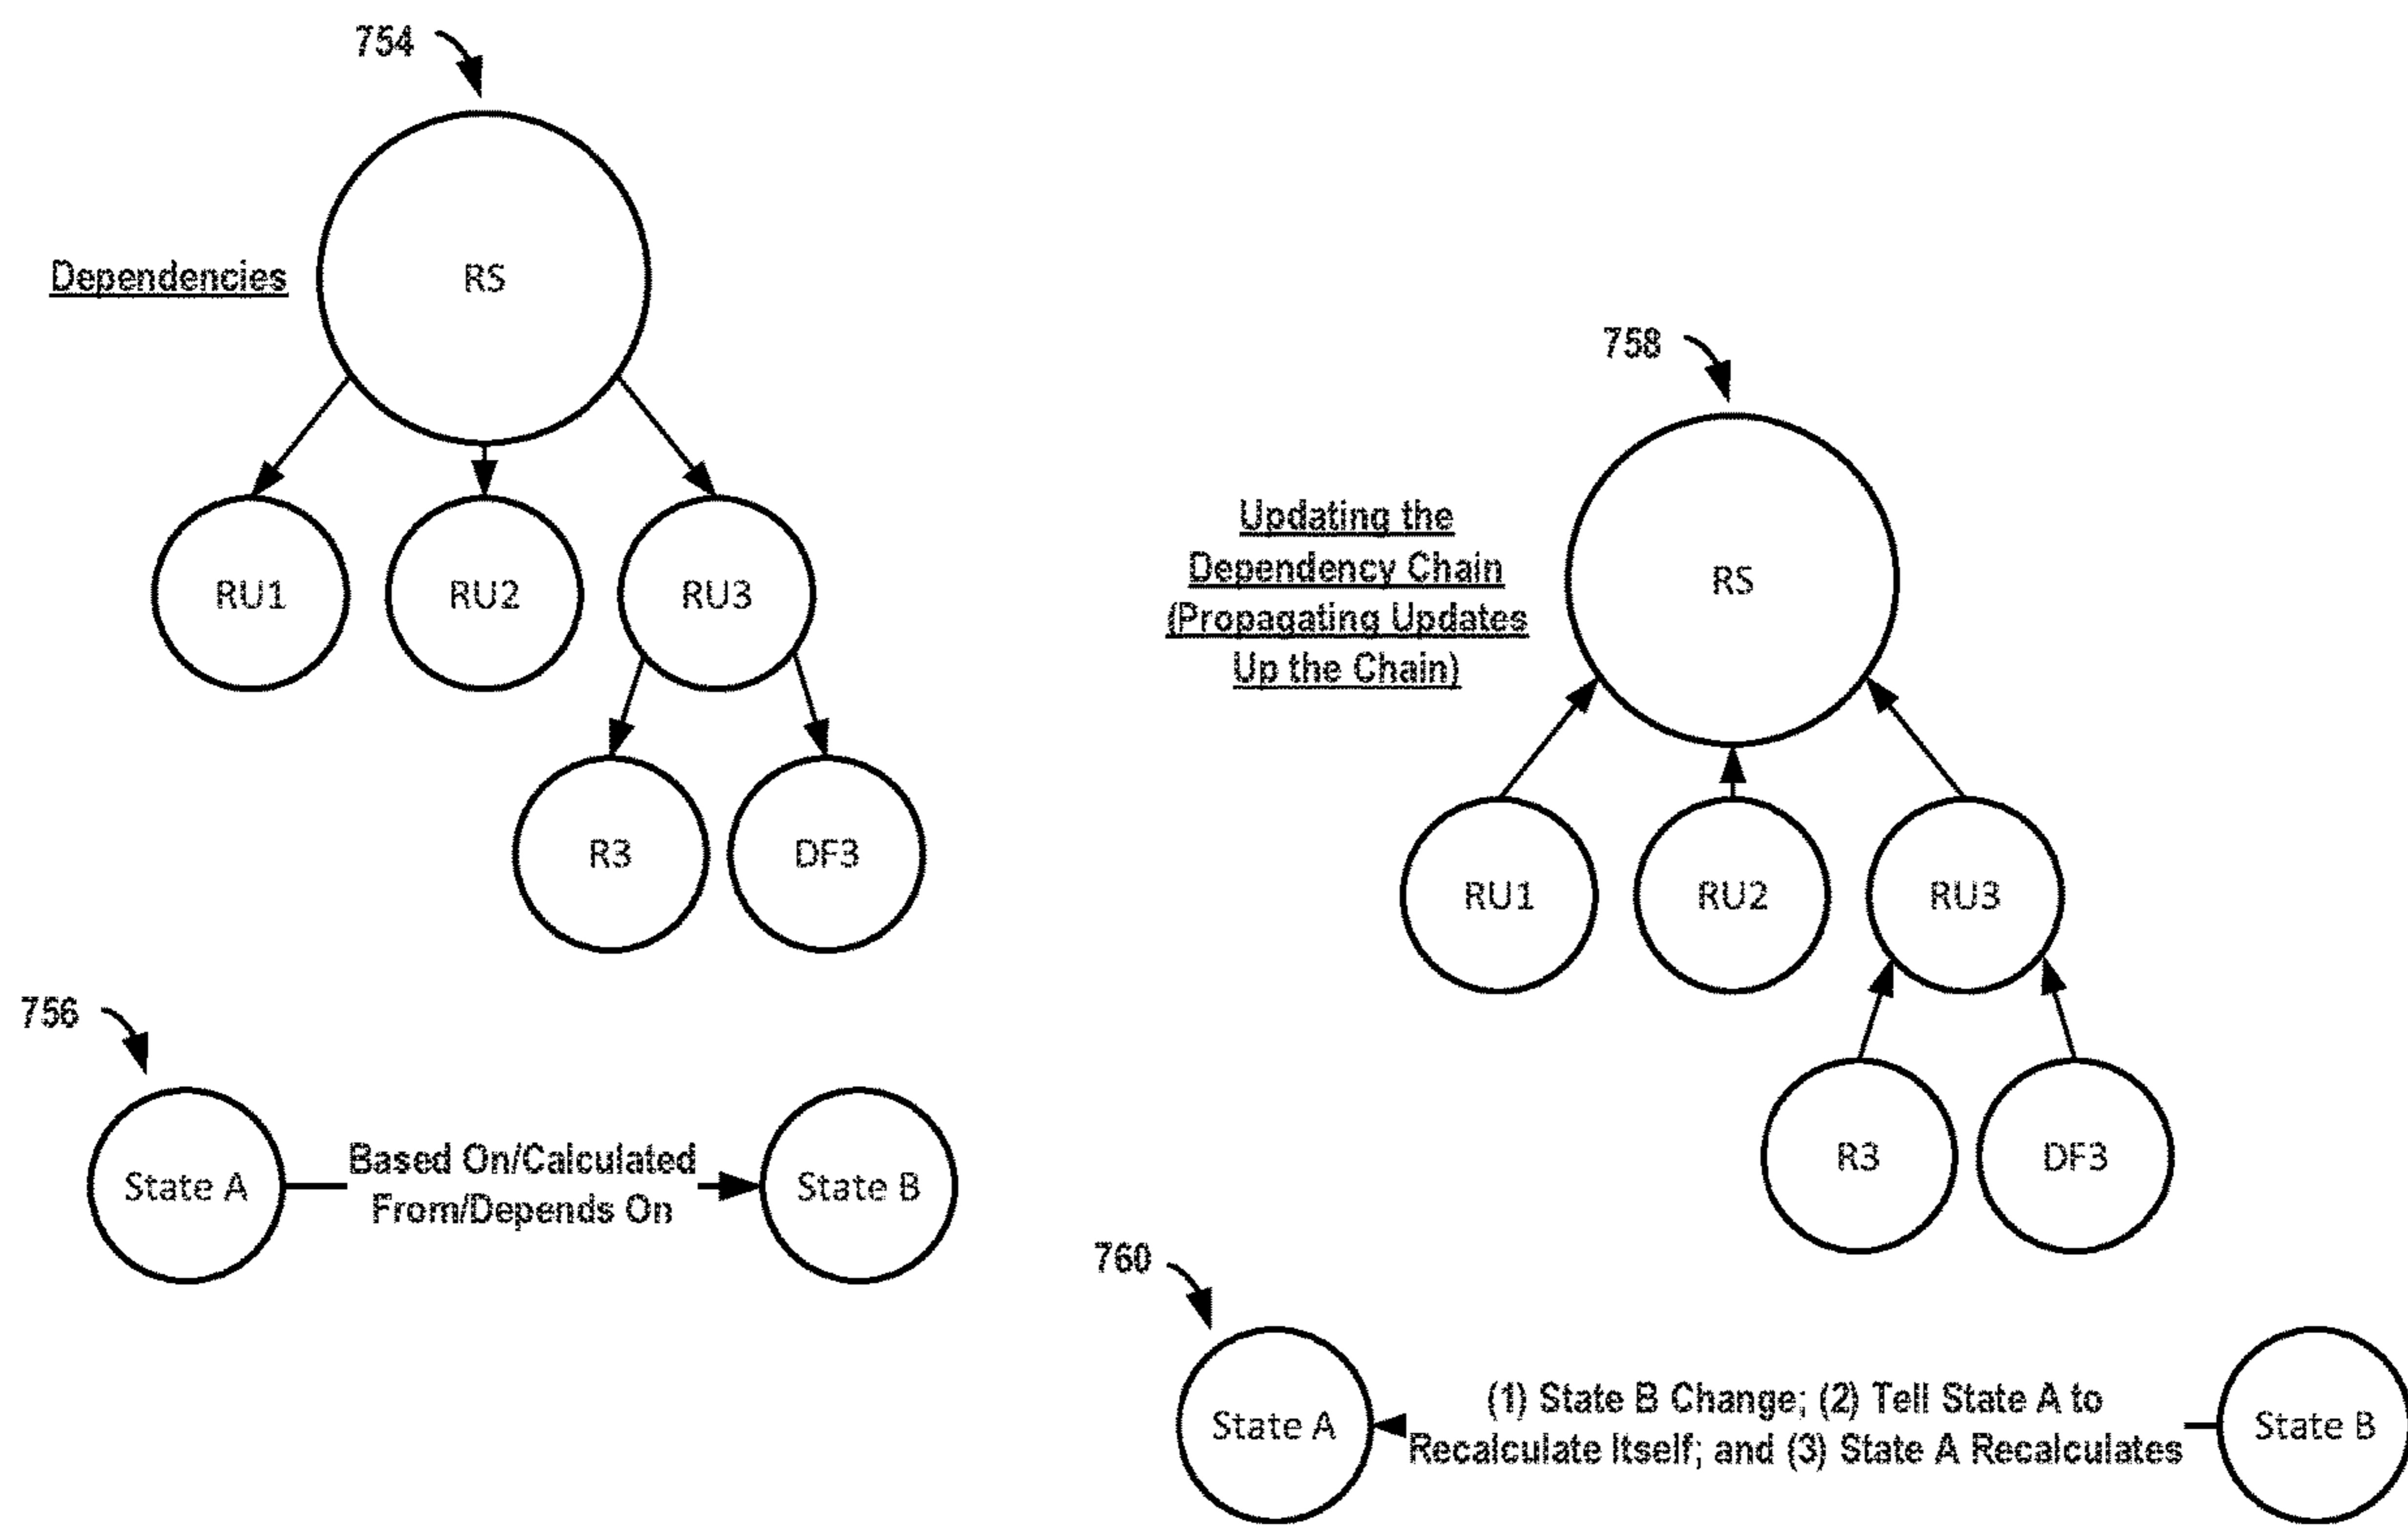 754
Dependencies
RS
RU1 RU2 RU3
R3 DF3
756
State A
Based On/Calculated
From/Depends On
State B
758
Updating the
Dependency Chain
(Propagating Updates
Up the Chain)
RS
RU1 RU2 RU3
R3 DF3
760
State A
(1) State B Change; (2) Tell State A to
Recalculate Itself; and (3) State A Recalculates
State B